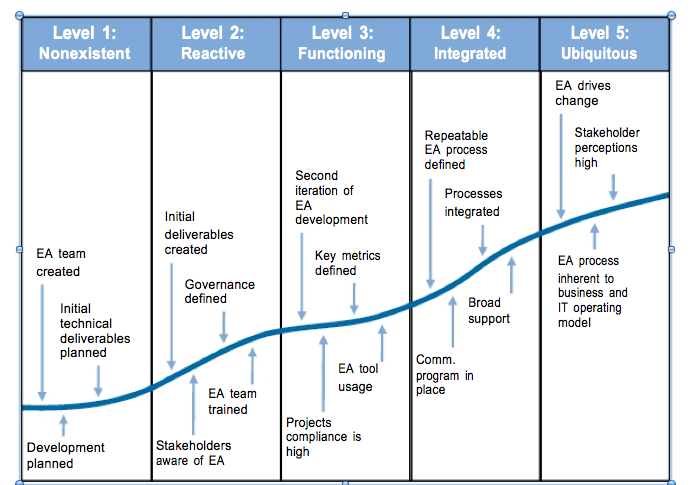 Level 1:
Nonexistent
Level 2:
Reactive
Level 3:
Functioning
Level 4:
Integrated
Level 5:
Ubiquitous
EA team
created
Initial
technical
deliverables
planned
Development
planned
Initial
deliverables
created
Governance
defined
EA team
trained
Stakeholders
aware of EA
Second
iteration of
EA
development
Key metrics
defined
EA tool
usage
Projects
compliance is
high
Repeatable
EA process
defined
Processes
integrated
Broad
support
Comm.
program in
place
EA drives
change
Stakeholder
perceptions
high
EA process
inherent to
business and
IT operating
model